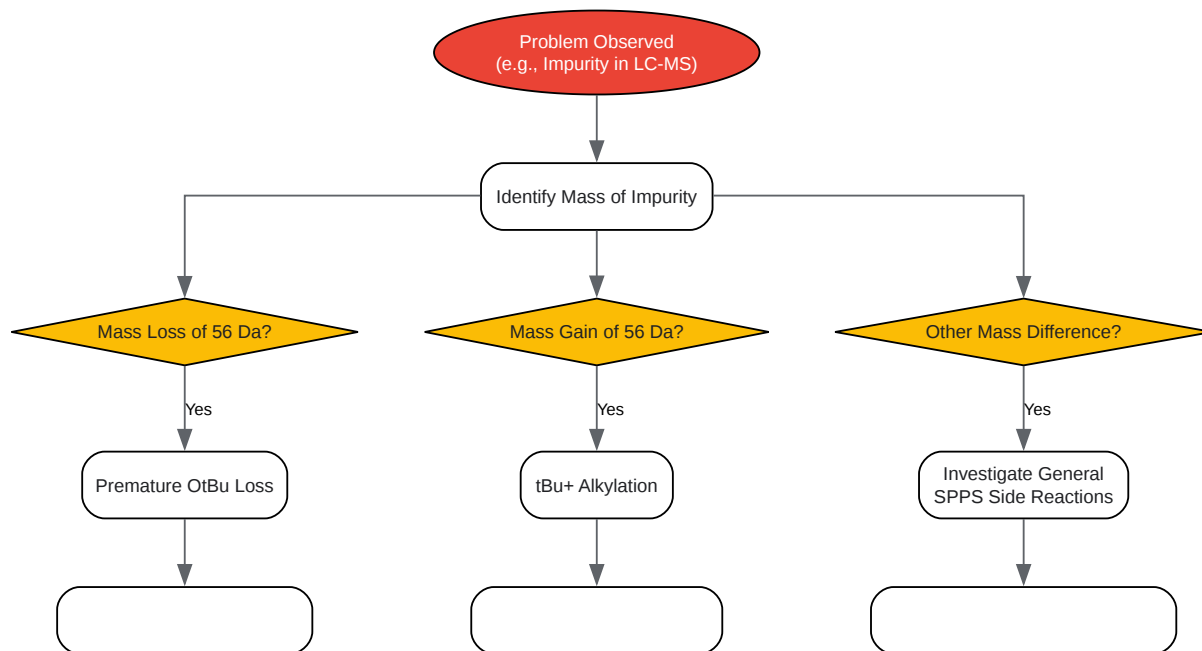 Problem Observed
(e.g., Impurity in LC-MS)
Identify Mass of Impurity
Mass Loss of 56 Da?
Mass Gain of 56 Da?
Other Mass Difference?
Yes
Yes
Yes
Premature OtBu Loss
tBu+ Alkylation
Investigate General
SPPS Side Reactions